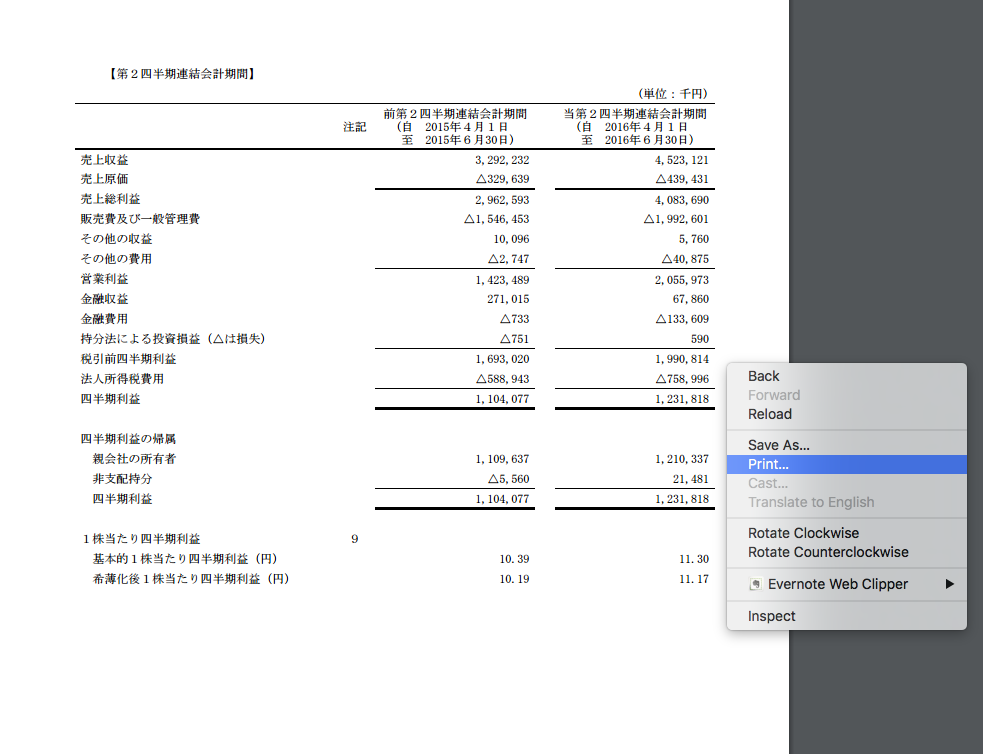 【第２四半期連結会計期間】
（単位：千円）
注記 前第２四半期連結会計期間 (自 2015年４月１日 至 2015年６月30日) 当第２四半期連結会計期間 (自 2016年４月１日 至 2016年６月30日)
売上収益 3,292,232 4,523,121
売上原価 △329,639 △439,431
売上総利益 2,962,593 4,083,690
販売費及び一般管理費 △1,546,453 △1,992,601
その他の収益 10,096 5,760
その他の費用 △2,747 △40,875
営業利益 1,423,489 2,055,973
金融収益 271,015 67,860
金融費用 △733 △133,609
持分法による投資損益（△は損失） △751 590
税引前四半期利益 1,693,020 1,990,814
法人所得税費用 △588,943 △758,996
四半期利益 1,104,077 1,231,818
四半期利益の帰属
親会社の所有者 1,109,637 1,210,337
非支配持分 △5,560 21,481
四半期利益 1,104,077 1,231,818
１株当たり四半期利益 9
基本的１株当たり四半期利益（円） 10.39 11.30
希薄化後１株当たり四半期利益（円） 10.19 11.17
Back
Forward
Reload
Save As...
Print...
Cast...
Translate to English
Rotate Clockwise
Rotate Counterclockwise
Evernote Web Clipper
Inspect